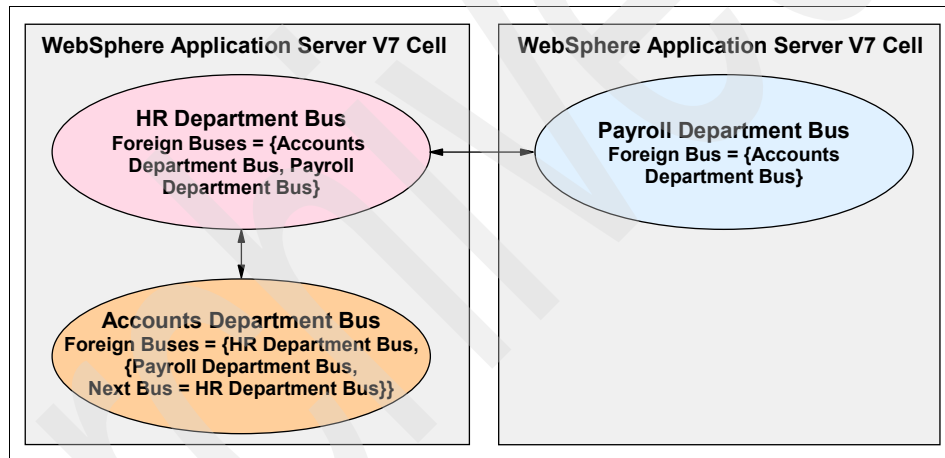 WebSphere Application Server V7 Cell
HR Department Bus
Foreign Buses = {Accounts
Department Bus, Payroll
Department Bus}
Accounts Department Bus
Foreign Buses = {HR Department Bus,
{Payroll Department Bus,
Next Bus = HR Department Bus}}
WebSphere Application Server V7 Cell
Payroll Department Bus
Foreign Bus = {Accounts
Department Bus}